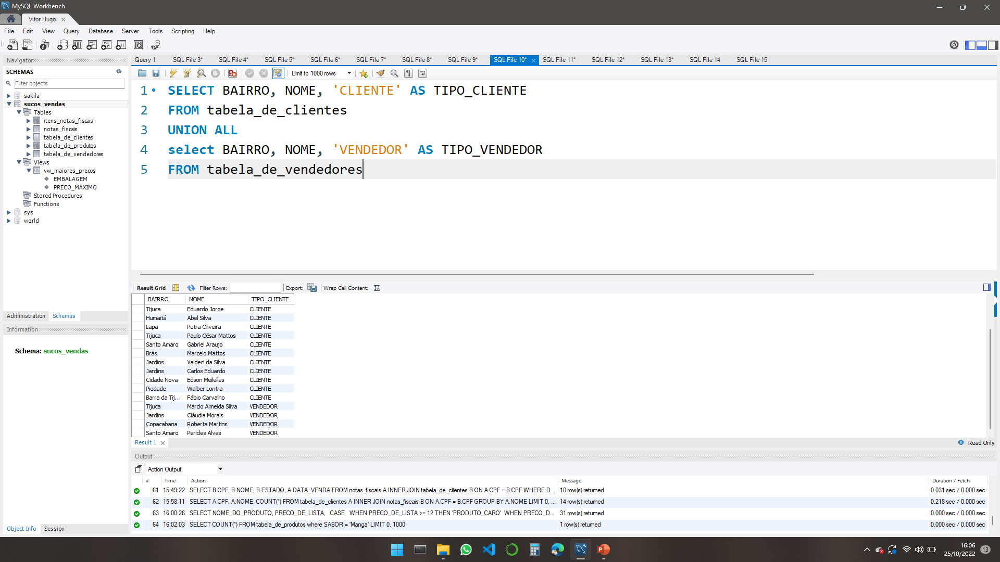 MySQL Workbench
Vitor Hugo
File Edit View Query Database Server Tools Scripting Help
Navigator
SCHEMAS
Filter objects
sakila
sucos_vendas
Tables
itens_notas_fiscais
notas_fiscais
tabela_de_clientes
tabela_de_produtos
tabela_de_vendedores
Views
vw_maiores_precos
EMBALAGEM
PRECO_MAXIMO
Stored Procedures
Functions
sys
world
Administration Schemas
Information
Schema: sucos_vendas
Object Info Session
Query 1 SQL File 3* SQL File 4* SQL File 5* SQL File 6* SQL File 7* SQL File 8* SQL File 9* SQL File 10* SQL File 11* SQL File 12* SQL File 13* SQL File 14 SQL File 15
Limit to 1000 rows
1 SELECT BAIRRO, NOME, 'CLIENTE' AS TIPO_CLIENTE
2 FROM tabela_de_clientes
3 UNION ALL
4 select BAIRRO, NOME, 'VENDEDOR' AS TIPO_VENDEDOR
5 FROM tabela_de_vendedores
Result Grid Filter Rows: Export: Wrap Cell Content:
BAIRRO NOME TIPO_CLIENTE
Tijuca Eduardo Jorge CLIENTE
Humaitá Abel Silva CLIENTE
Lapa Petra Oliveira CLIENTE
Tijuca Paulo César Mattos CLIENTE
Santo Amaro Gabriel Araujo CLIENTE
Brás Marcelo Mattos CLIENTE
Jardins Valdeci da Silva CLIENTE
Jardins Carlos Eduardo CLIENTE
Cidade Nova Edson Meilelles CLIENTE
Piedade Walber Lontra CLIENTE
Barra da Tij... Fábio Carvalho CLIENTE
Tijuca Márcio Almeida Silva VENDEDOR
Jardins Cláudia Morais VENDEDOR
Copacabana Roberta Martins VENDEDOR
Santo Amaro Pericles Alves VENDEDOR
Result 1 Read Only
Output
Action Output
# Time Action Message Duration / Fetch
61 15:49:22 SELECT B.CPF, B.NOME, B.ESTADO, A.DATA_VENDA FROM notas_fiscais A INNER JOIN tabela_de_clientes B ON A.CPF = B.CPF WHERE D... 10 row(s) returned 0.031 sec / 0.000 sec
62 15:58:11 SELECT A.CPF, A.NOME, COUNT(*) FROM tabela_de_clientes A INNER JOIN notas_fiscais B ON A.CPF = B.CPF GROUP BY A.NOME LIMIT 0, ... 14 row(s) returned 0.218 sec / 0.000 sec
63 16:00:26 SELECT NOME_DO_PRODUTO, PRECO_DE_LISTA, CASE WHEN PRECO_DE_LISTA >= 12 THEN 'PRODUTO_CARO' WHEN PRECO_D... 31 row(s) returned 0.000 sec / 0.000 sec
64 16:02:03 SELECT COUNT(*) FROM tabela_de_produtos where SABOR = 'Manga' LIMIT 0, 1000 1 row(s) returned 0.000 sec / 0.000 sec
16:06
25/10/2022
13